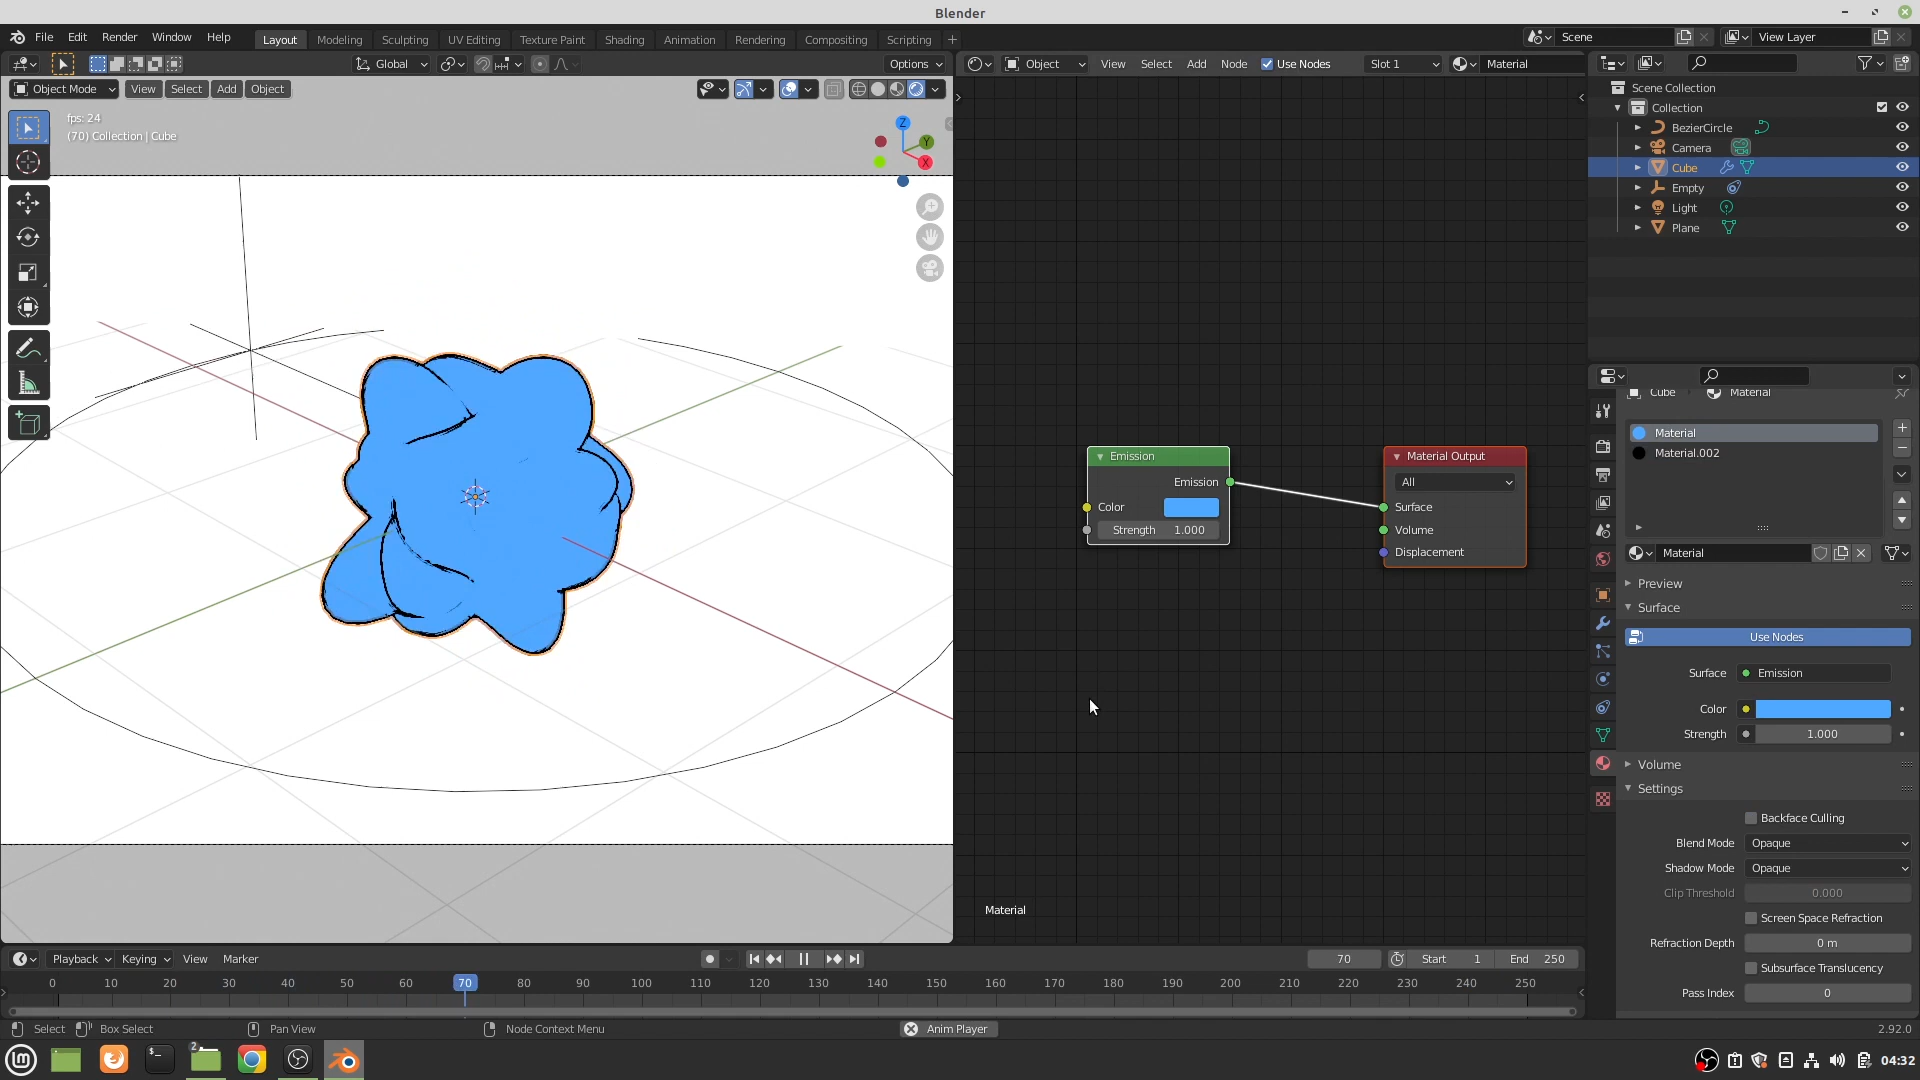 Blender
File Edit Render Window Help
Layout Modeling Sculpting UV Editing Texture Paint Shading Animation Rendering Compositing Scripting +
Scene
View Layer
Global
Options
Object
View Select Add Node Use Nodes
Slot 1
Material
Object Mode
View Select Add Object
fps: 24
(70) Collection | Cube
Z
Y
X
Scene Collection
Collection
BezierCircle
Camera
Cube
Empty
Light
Plane
Cube
Material
Material
Material.002
Material
Preview
Surface
Use Nodes
Surface
Emission
Color
Strength
1.000
Volume
Settings
Backface Culling
Blend Mode
Opaque
Shadow Mode
Opaque
Clip Threshold
0.000
Screen Space Refraction
Refraction Depth
0 m
Subsurface Translucency
Pass Index
0
Emission
Emission
Color
Strength 1.000
Material Output
All
Surface
Volume
Displacement
Material
Playback Keying View Marker
70
Start 1
End 250
0 10 20 30 40 50 60 70 80 90 100 110 120 130 140 150 160 170 180 190 200 210 220 230 240 250
Select
Box Select
Pan View
Node Context Menu
Anim Player
2.92.0
2
04:32